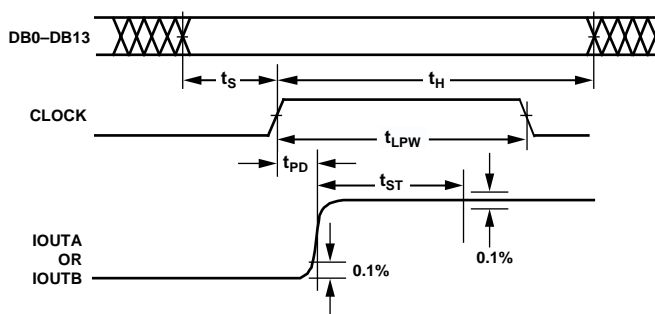 DB0–DB13
tS
tH
CLOCK
tLPW
tPD
tST
IOUTA
OR
IOUTB
0.1%
0.1%